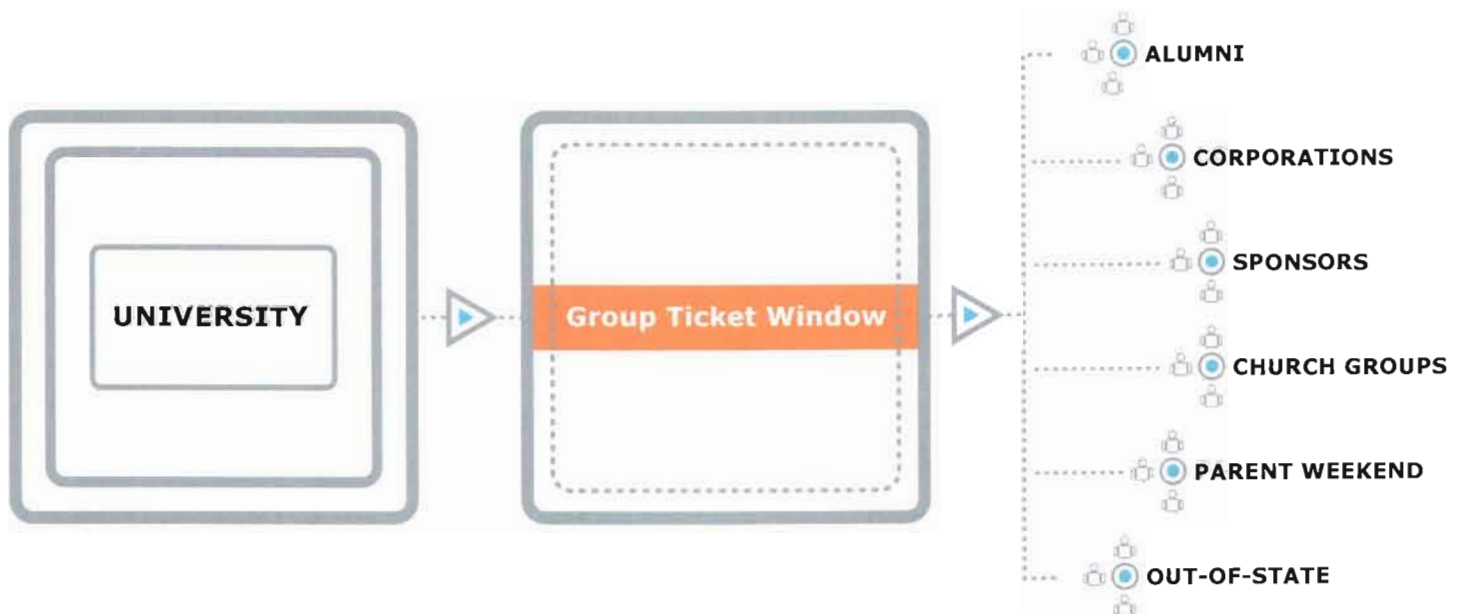 UNIVERSITY
Group Ticket Window
ALUMNI
CORPORATIONS
SPONSORS
CHURCH GROUPS
PARENT WEEKEND
OUT-OF-STATE